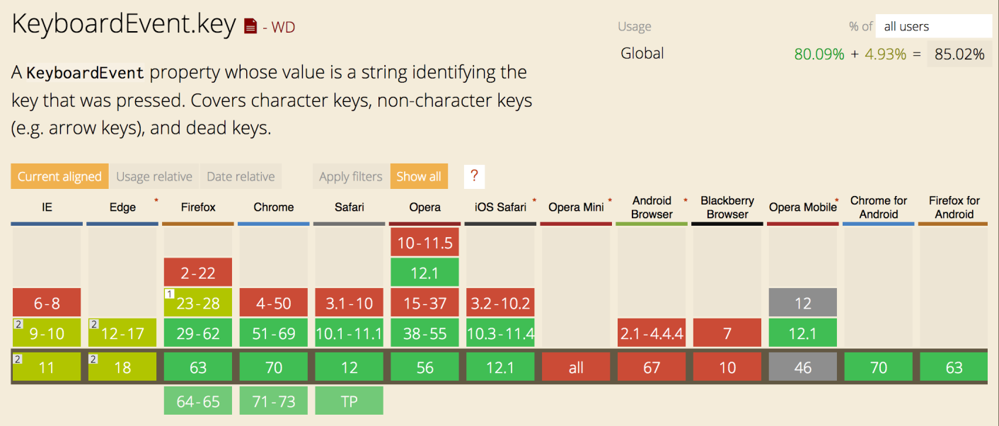 KeyboardEvent.key - WD
Usage % of all users
Global 80.09% + 4.93% = 85.02%
A KeyboardEvent property whose value is a string identifying the
key that was pressed. Covers character keys, non-character keys
(e.g. arrow keys), and dead keys.
Current aligned Usage relative Date relative Apply filters Show all ?
IE Edge * Firefox Chrome Safari Opera iOS Safari * Opera Mini * Android Browser * Blackberry Browser Opera Mobile * Chrome for Android Firefox for Android
10-11.5
2-22 12.1
6-8 1 23-28 4-50 3.1-10 15-37 3.2-10.2 12
2 9-10 2 12-17 29-62 51-69 10.1-11.1 38-55 10.3-11.4 2.1-4.4.4 7 12.1
2 11 2 18 63 70 12 56 12.1 all 67 10 46 70 63
64-65 71-73 TP